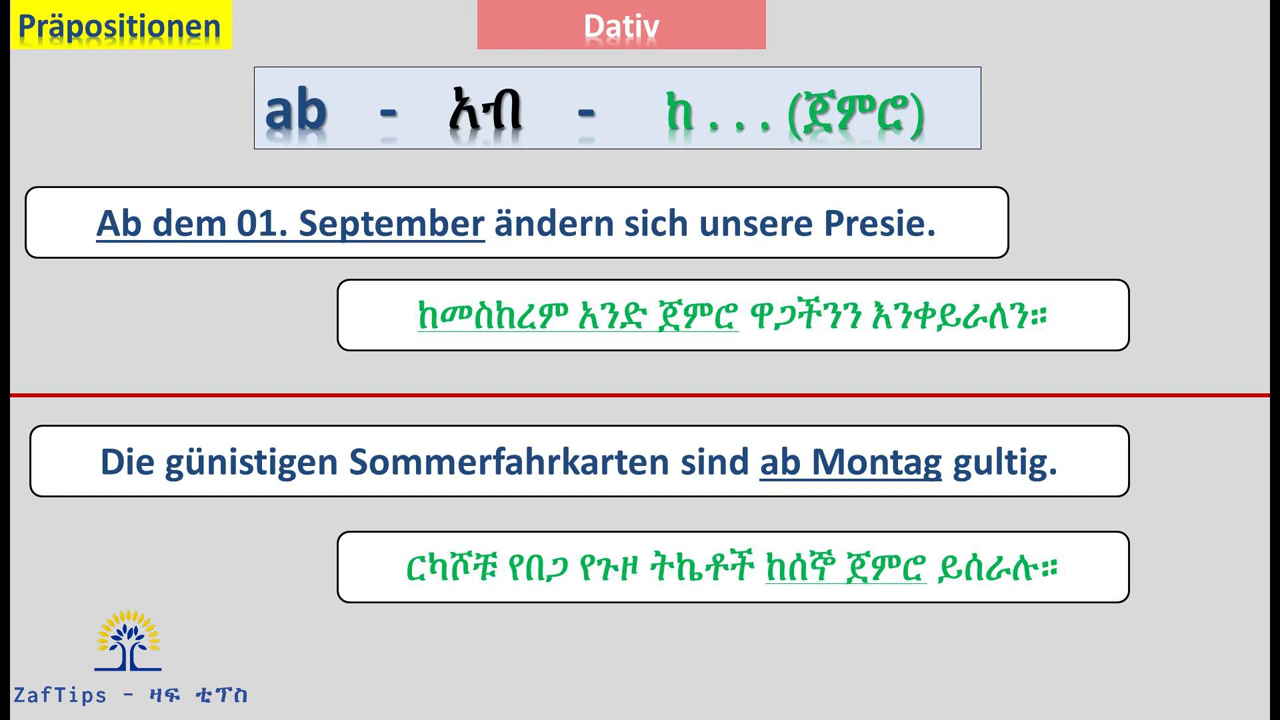 Präpositionen
Dativ
ab - አብ - ከ . . . (ጀምሮ)
Ab dem 01. September ändern sich unsere Presie.
ከመስከረም አንድ ጀምሮ ዋጋችንን እንቀይራለን።
Die günistigen Sommerfahrkarten sind ab Montag gultig.
ርካሾቹ የበጋ የጉዞ ትኬቶች ከሰኞ ጀምሮ ይሰራሉ።
ZafTips - ዛፍ ቲፕስ